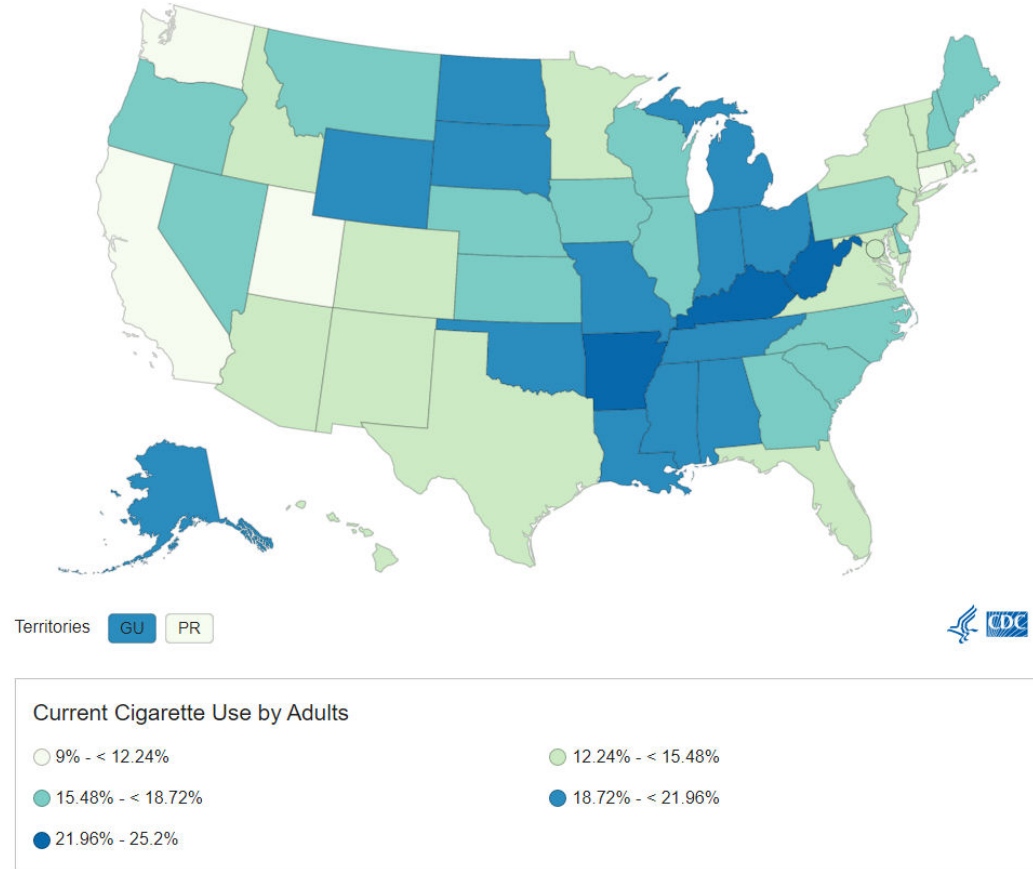 Territories GU PR
CDC
Current Cigarette Use by Adults
9% - < 12.24%
12.24% - < 15.48%
15.48% - < 18.72%
18.72% - < 21.96%
21.96% - 25.2%